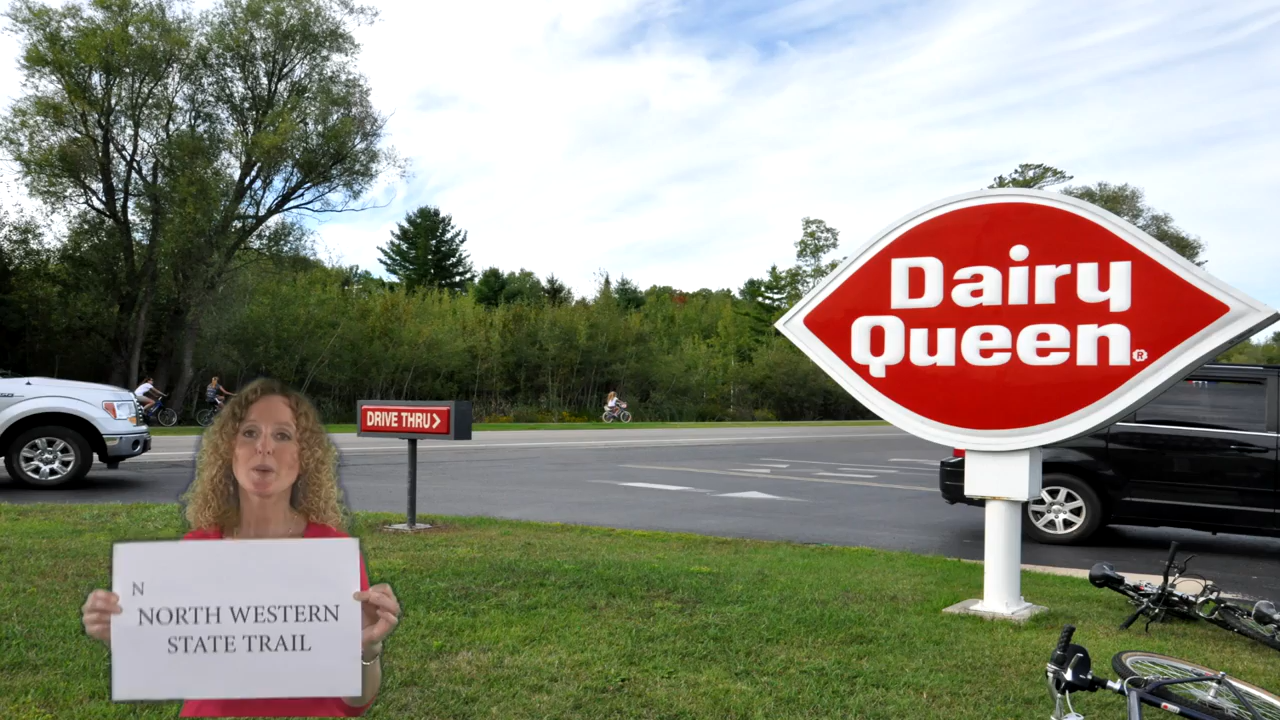 Dairy
Queen®
DRIVE THRU >
N
NORTH WESTERN
STATE TRAIL